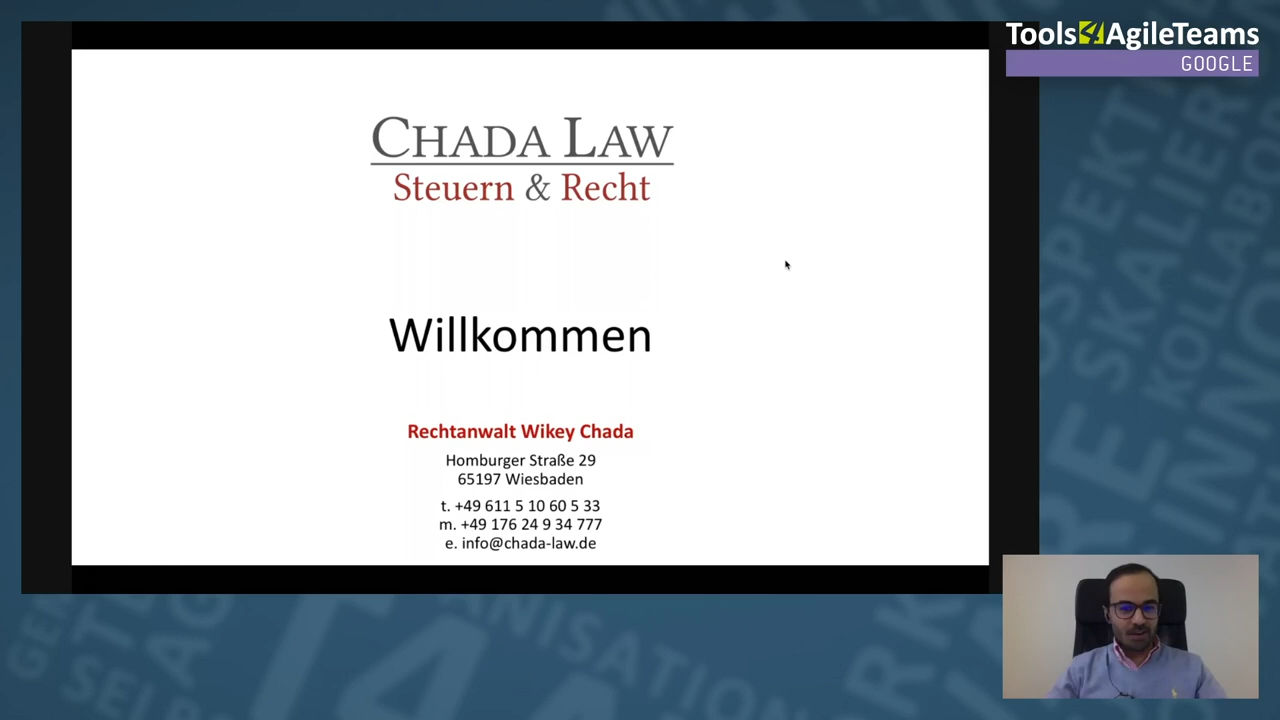 Tools4AgileTeams
GOOGLE
CHADA LAW
Steuern & Recht
Willkommen
Rechtanwalt Wikey Chada
Homburger Straße 29
65197 Wiesbaden
t. +49 611 5 10 60 5 33
m. +49 176 24 9 34 777
e. info@chada-law.de